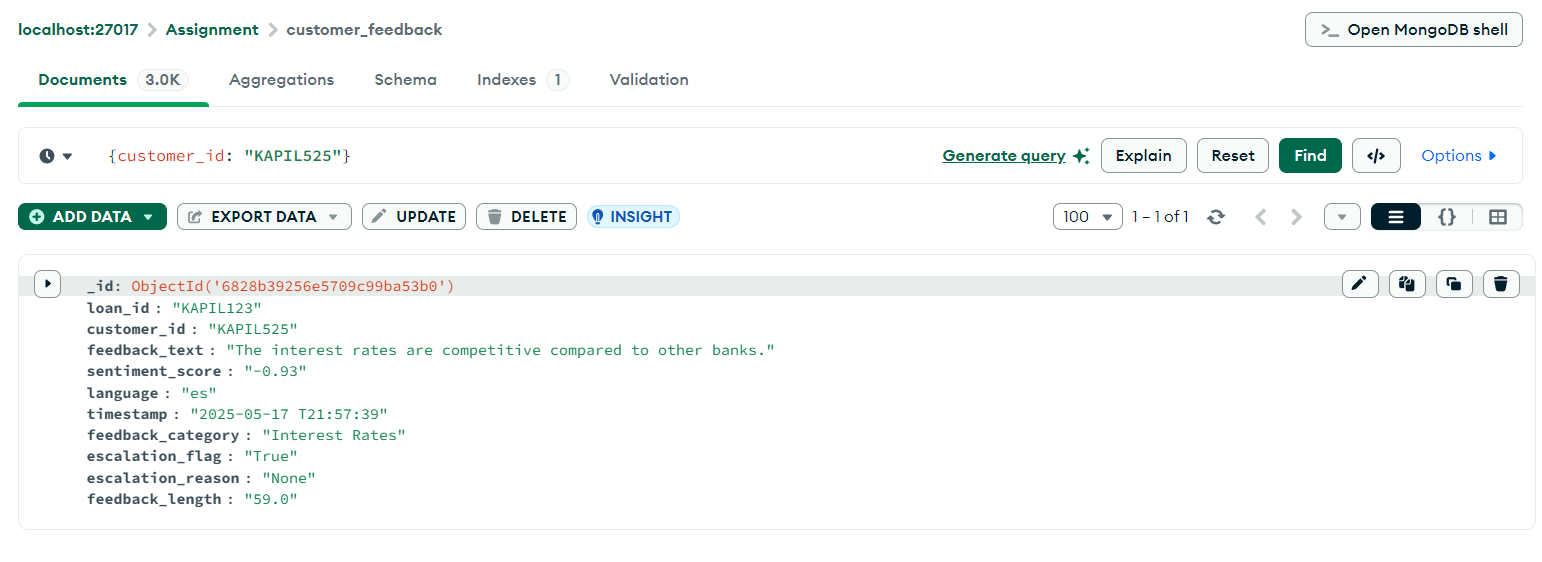 localhost:27017 > Assignment > customer_feedback
>_ Open MongoDB shell
Documents 3.0K Aggregations Schema Indexes 1 Validation
{customer_id: "KAPIL525"}
Generate query Explain Reset Find </> Options
ADD DATA EXPORT DATA UPDATE DELETE INSIGHT
100 1 – 1 of 1 {}
_id: ObjectId('6828b39256e5709c99ba53b0')
loan_id : "KAPIL123"
customer_id : "KAPIL525"
feedback_text : "The interest rates are competitive compared to other banks."
sentiment_score : "-0.93"
language : "es"
timestamp : "2025-05-17 T21:57:39"
feedback_category : "Interest Rates"
escalation_flag : "True"
escalation_reason : "None"
feedback_length : "59.0"